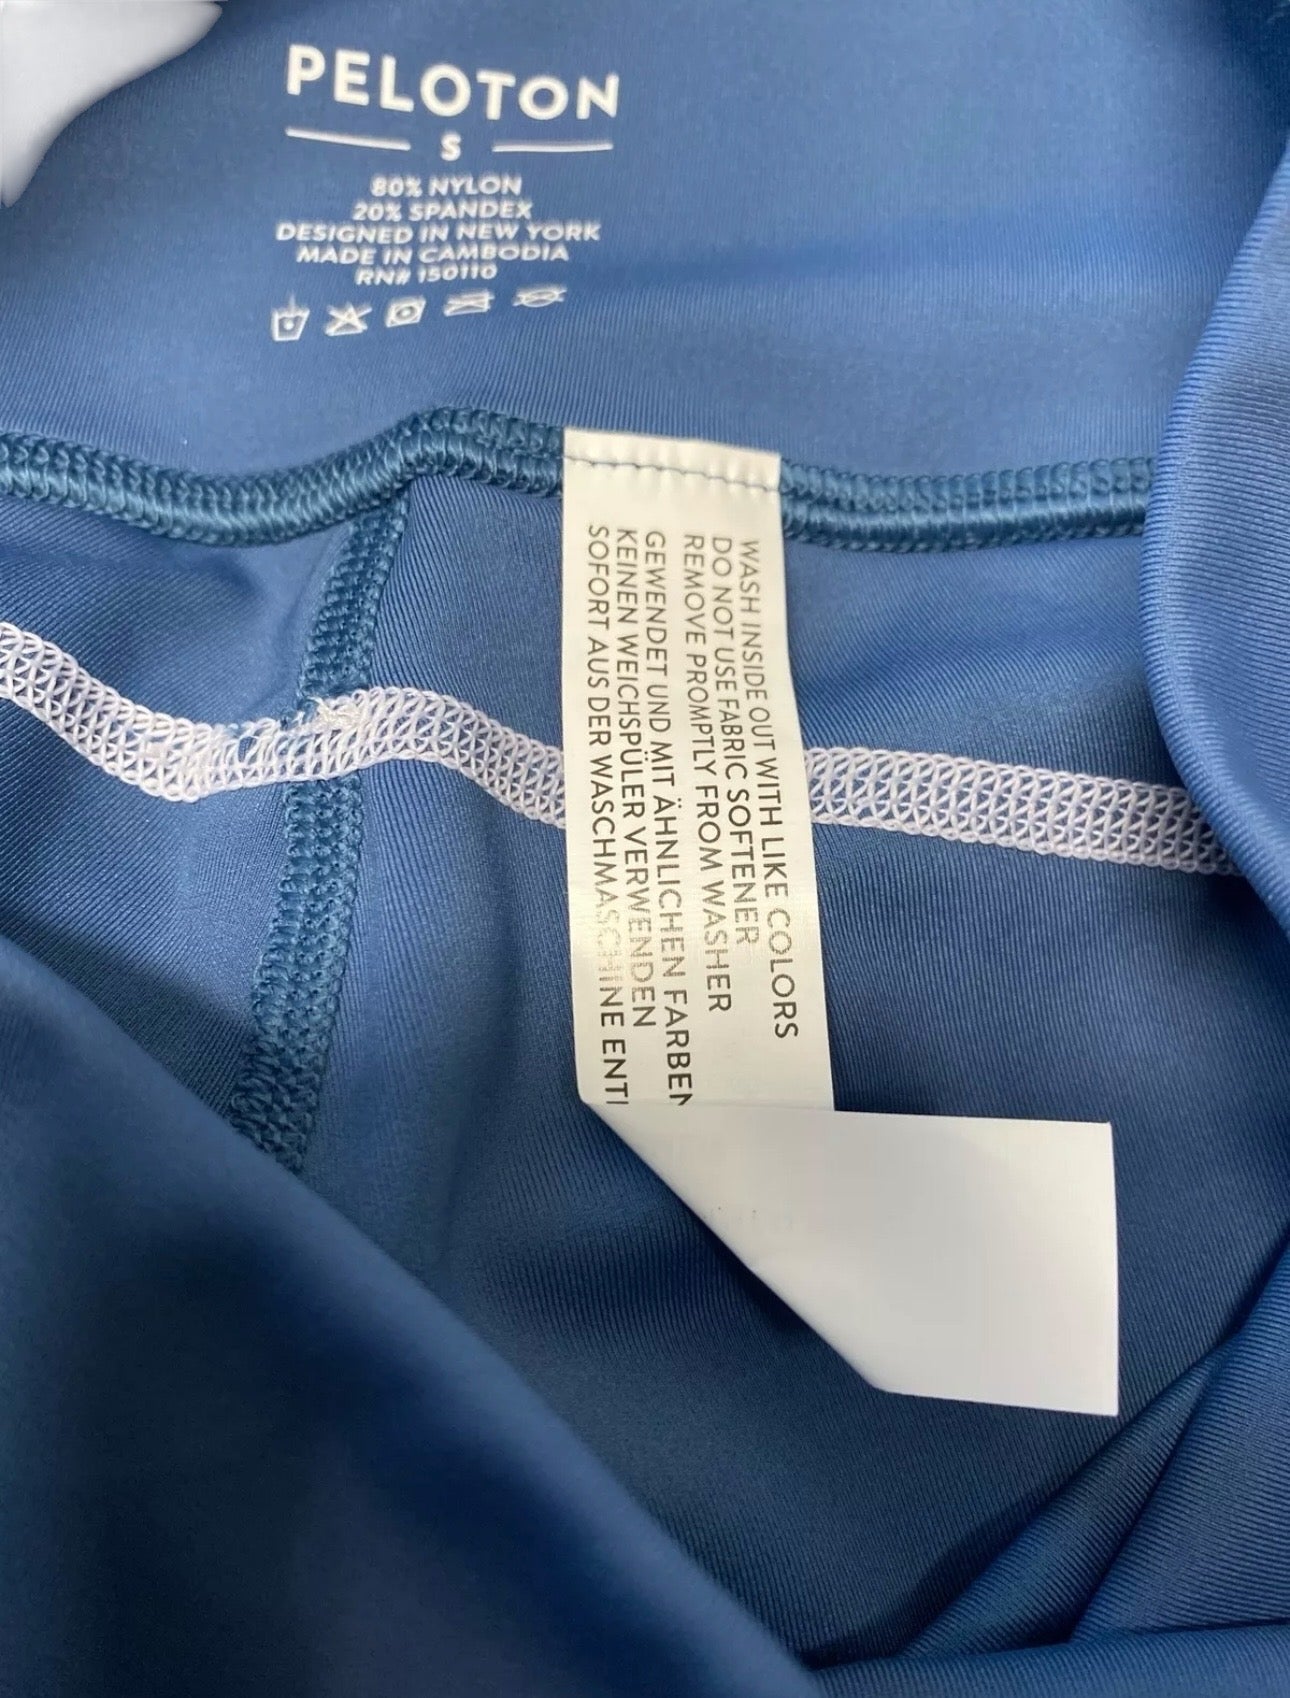 PELOTON
S
80% NYLON
20% SPANDEX
DESIGNED IN NEW YORK
MADE IN CAMBODIA
RN# 150110
WASH INSIDE OUT WITH LIKE COLORS
DO NOT USE FABRIC SOFTENER
REMOVE PROMPTLY FROM WASHER
GEWENDET UND MIT ÄHNLICHEN FARBEN
KEINEN WEICHSPÜLER VERWENDEN
SOFORT AUS DER WASCHMASCHINE